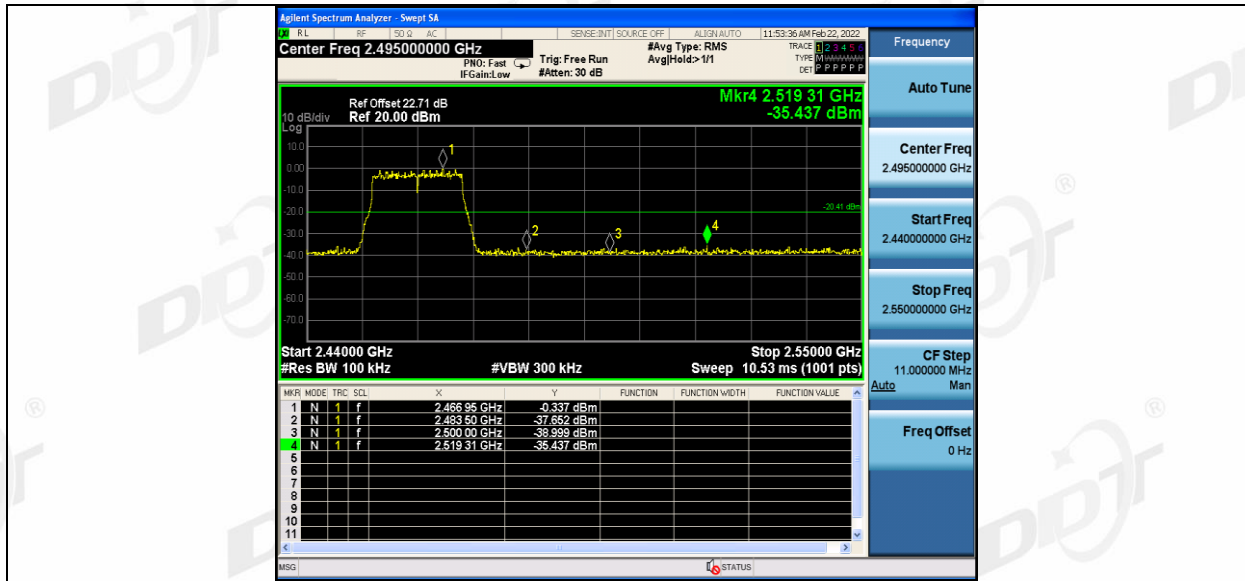 Agilent Spectrum Analyzer - Swept SA
RL RF 50 Ω AC SENSE:INT SOURCE OFF ALIGN AUTO 11:53:36 AM Feb 22, 2022
Center Freq 2.495000000 GHz
PNO: Fast
IFGain:Low
Trig: Free Run
#Atten: 30 dB
#Avg Type: RMS
Avg|Hold:>1/1
TRACE 1 2 3 4 5 6
TYPE M
DET P P P P P P
Mkr4 2.519 31 GHz
-35.437 dBm
Ref Offset 22.71 dB
10 dB/div Ref 20.00 dBm
Log
10.0
0.00
-10.0
-20.0
-30.0
-40.0
-50.0
-60.0
-70.0
1
2
3
4
-20.41 dBm
Start 2.44000 GHz Stop 2.55000 GHz
#Res BW 100 kHz #VBW 300 kHz Sweep 10.53 ms (1001 pts)
MKR MODE TRC SCL X Y FUNCTION FUNCTION WIDTH FUNCTION VALUE
1 N 1 f 2.466 95 GHz -0.337 dBm
2 N 1 f 2.483 50 GHz -37.652 dBm
3 N 1 f 2.500 00 GHz -38.999 dBm
4 N 1 f 2.519 31 GHz -35.437 dBm
5
6
7
8
9
10
11
MSG STATUS
Frequency
Auto Tune
Center Freq
2.495000000 GHz
Start Freq
2.440000000 GHz
Stop Freq
2.550000000 GHz
CF Step
11.000000 MHz
Auto Man
Freq Offset
0 Hz